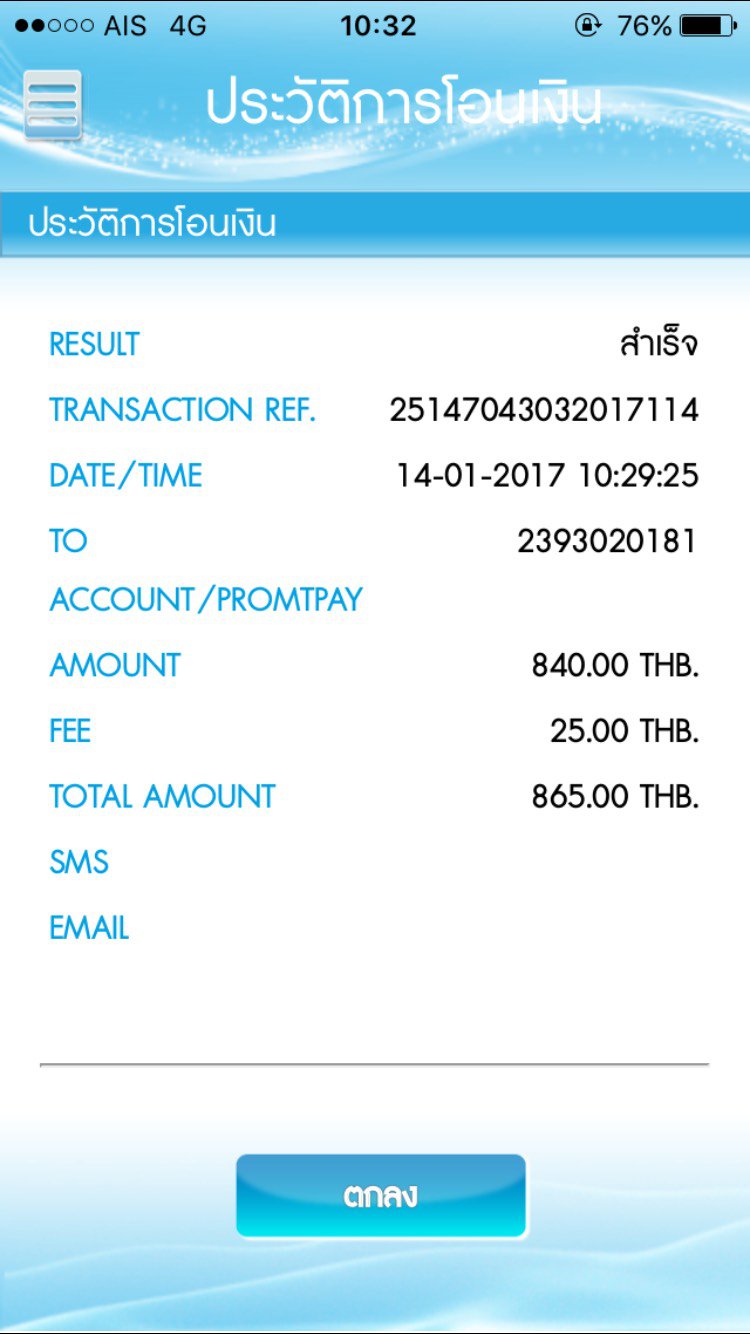 AIS 4G 10:32 76%
ประวัติการโอนเงิน
ประวัติการโอนเงิน
RESULT สำเร็จ
TRANSACTION REF. 25147043032017114
DATE/TIME 14-01-2017 10:29:25
TO 2393020181
ACCOUNT/PROMTPAY
AMOUNT 840.00 THB.
FEE 25.00 THB.
TOTAL AMOUNT 865.00 THB.
SMS
EMAIL
ตกลง